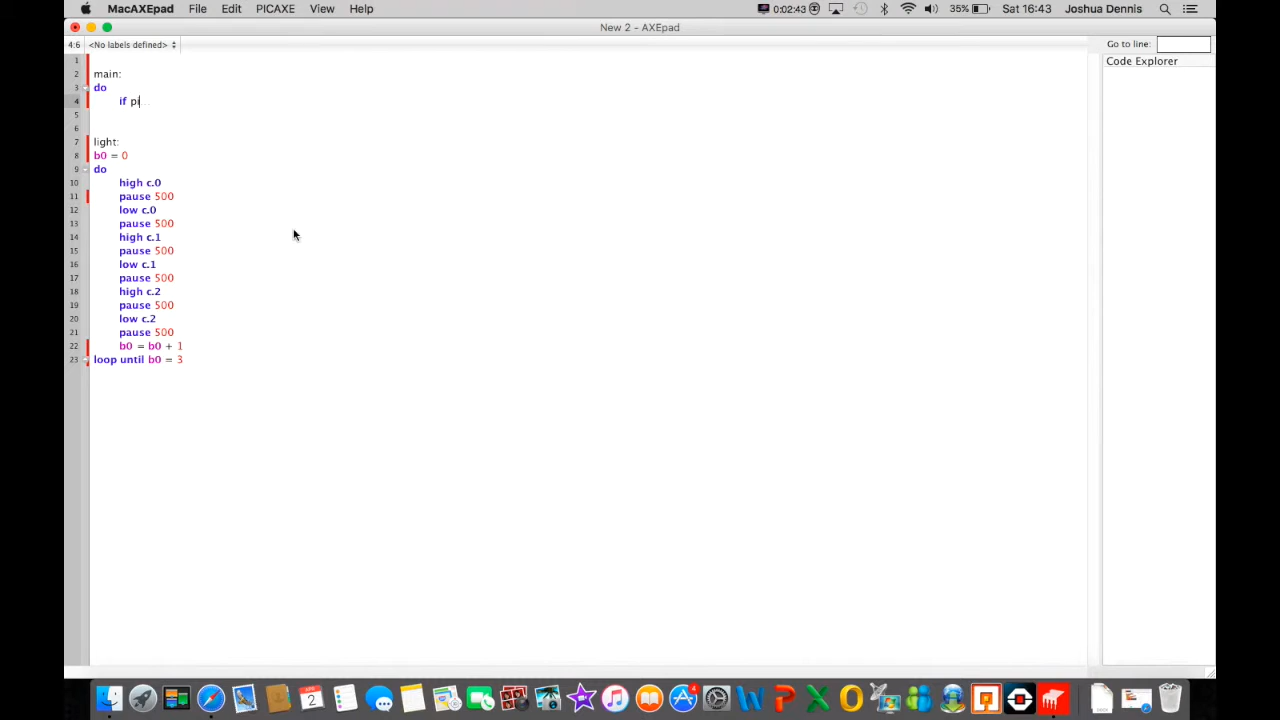 MacAXEpad File Edit PICAXE View Help 0:02:43 35% Sat 16:43 Joshua Dennis
New 2 - AXEpad
4:6 <No labels defined> Go to line:
Code Explorer
1
2 main:
3 do
4 if pi
5
6
7 light:
8 b0 = 0
9 do
10 high c.0
11 pause 500
12 low c.0
13 pause 500
14 high c.1
15 pause 500
16 low c.1
17 pause 500
18 high c.2
19 pause 500
20 low c.2
21 pause 500
22 b0 = b0 + 1
23 loop until b0 = 3
2
4